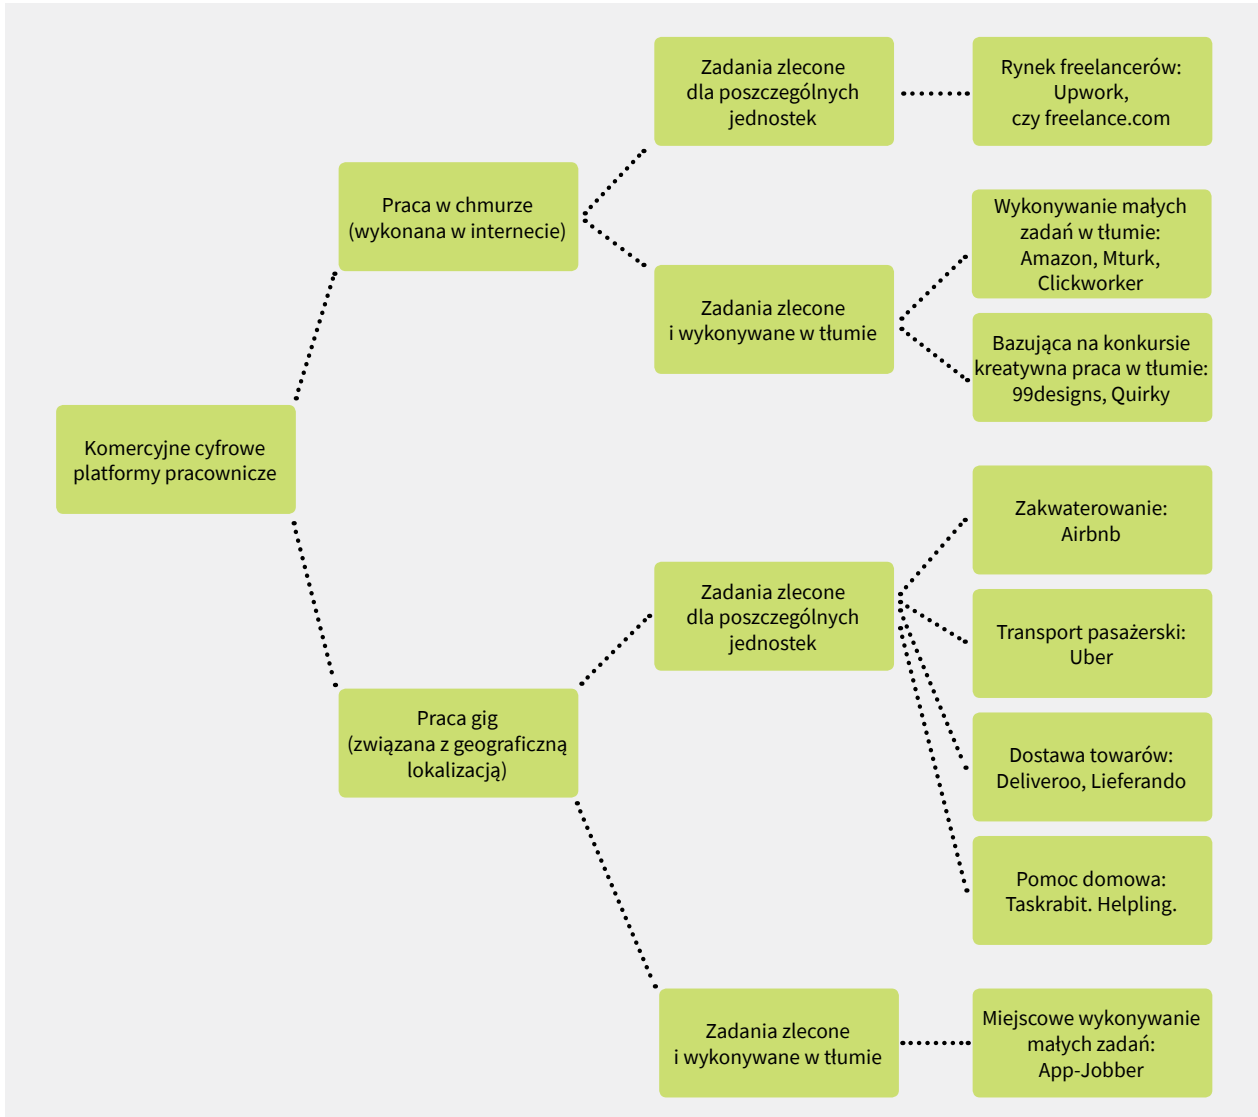 Komercyjne cyfrowe
platformy pracownicze
Praca w chmurze
(wykonana w internecie)
Zadania zlecone
dla poszczególnych
jednostek
Rynek freelancerów:
Upwork,
czy freelance.com
Zadania zlecone
i wykonywane w tłumie
Wykonywanie małych
zadań w tłumie:
Amazon, Mturk,
Clickworker
Bazująca na konkursie
kreatywna praca w tłumie:
99designs, Quirky
Praca gig
(związana z geograficzną
lokalizacją)
Zadania zlecone
dla poszczególnych
jednostek
Zakwaterowanie:
Airbnb
Transport pasażerski:
Uber
Dostawa towarów:
Deliveroo, Lieferando
Pomoc domowa:
Taskrabit. Helpling.
Zadania zlecone
i wykonywane w tłumie
Miejscowe wykonywanie
małych zadań:
App-Jobber